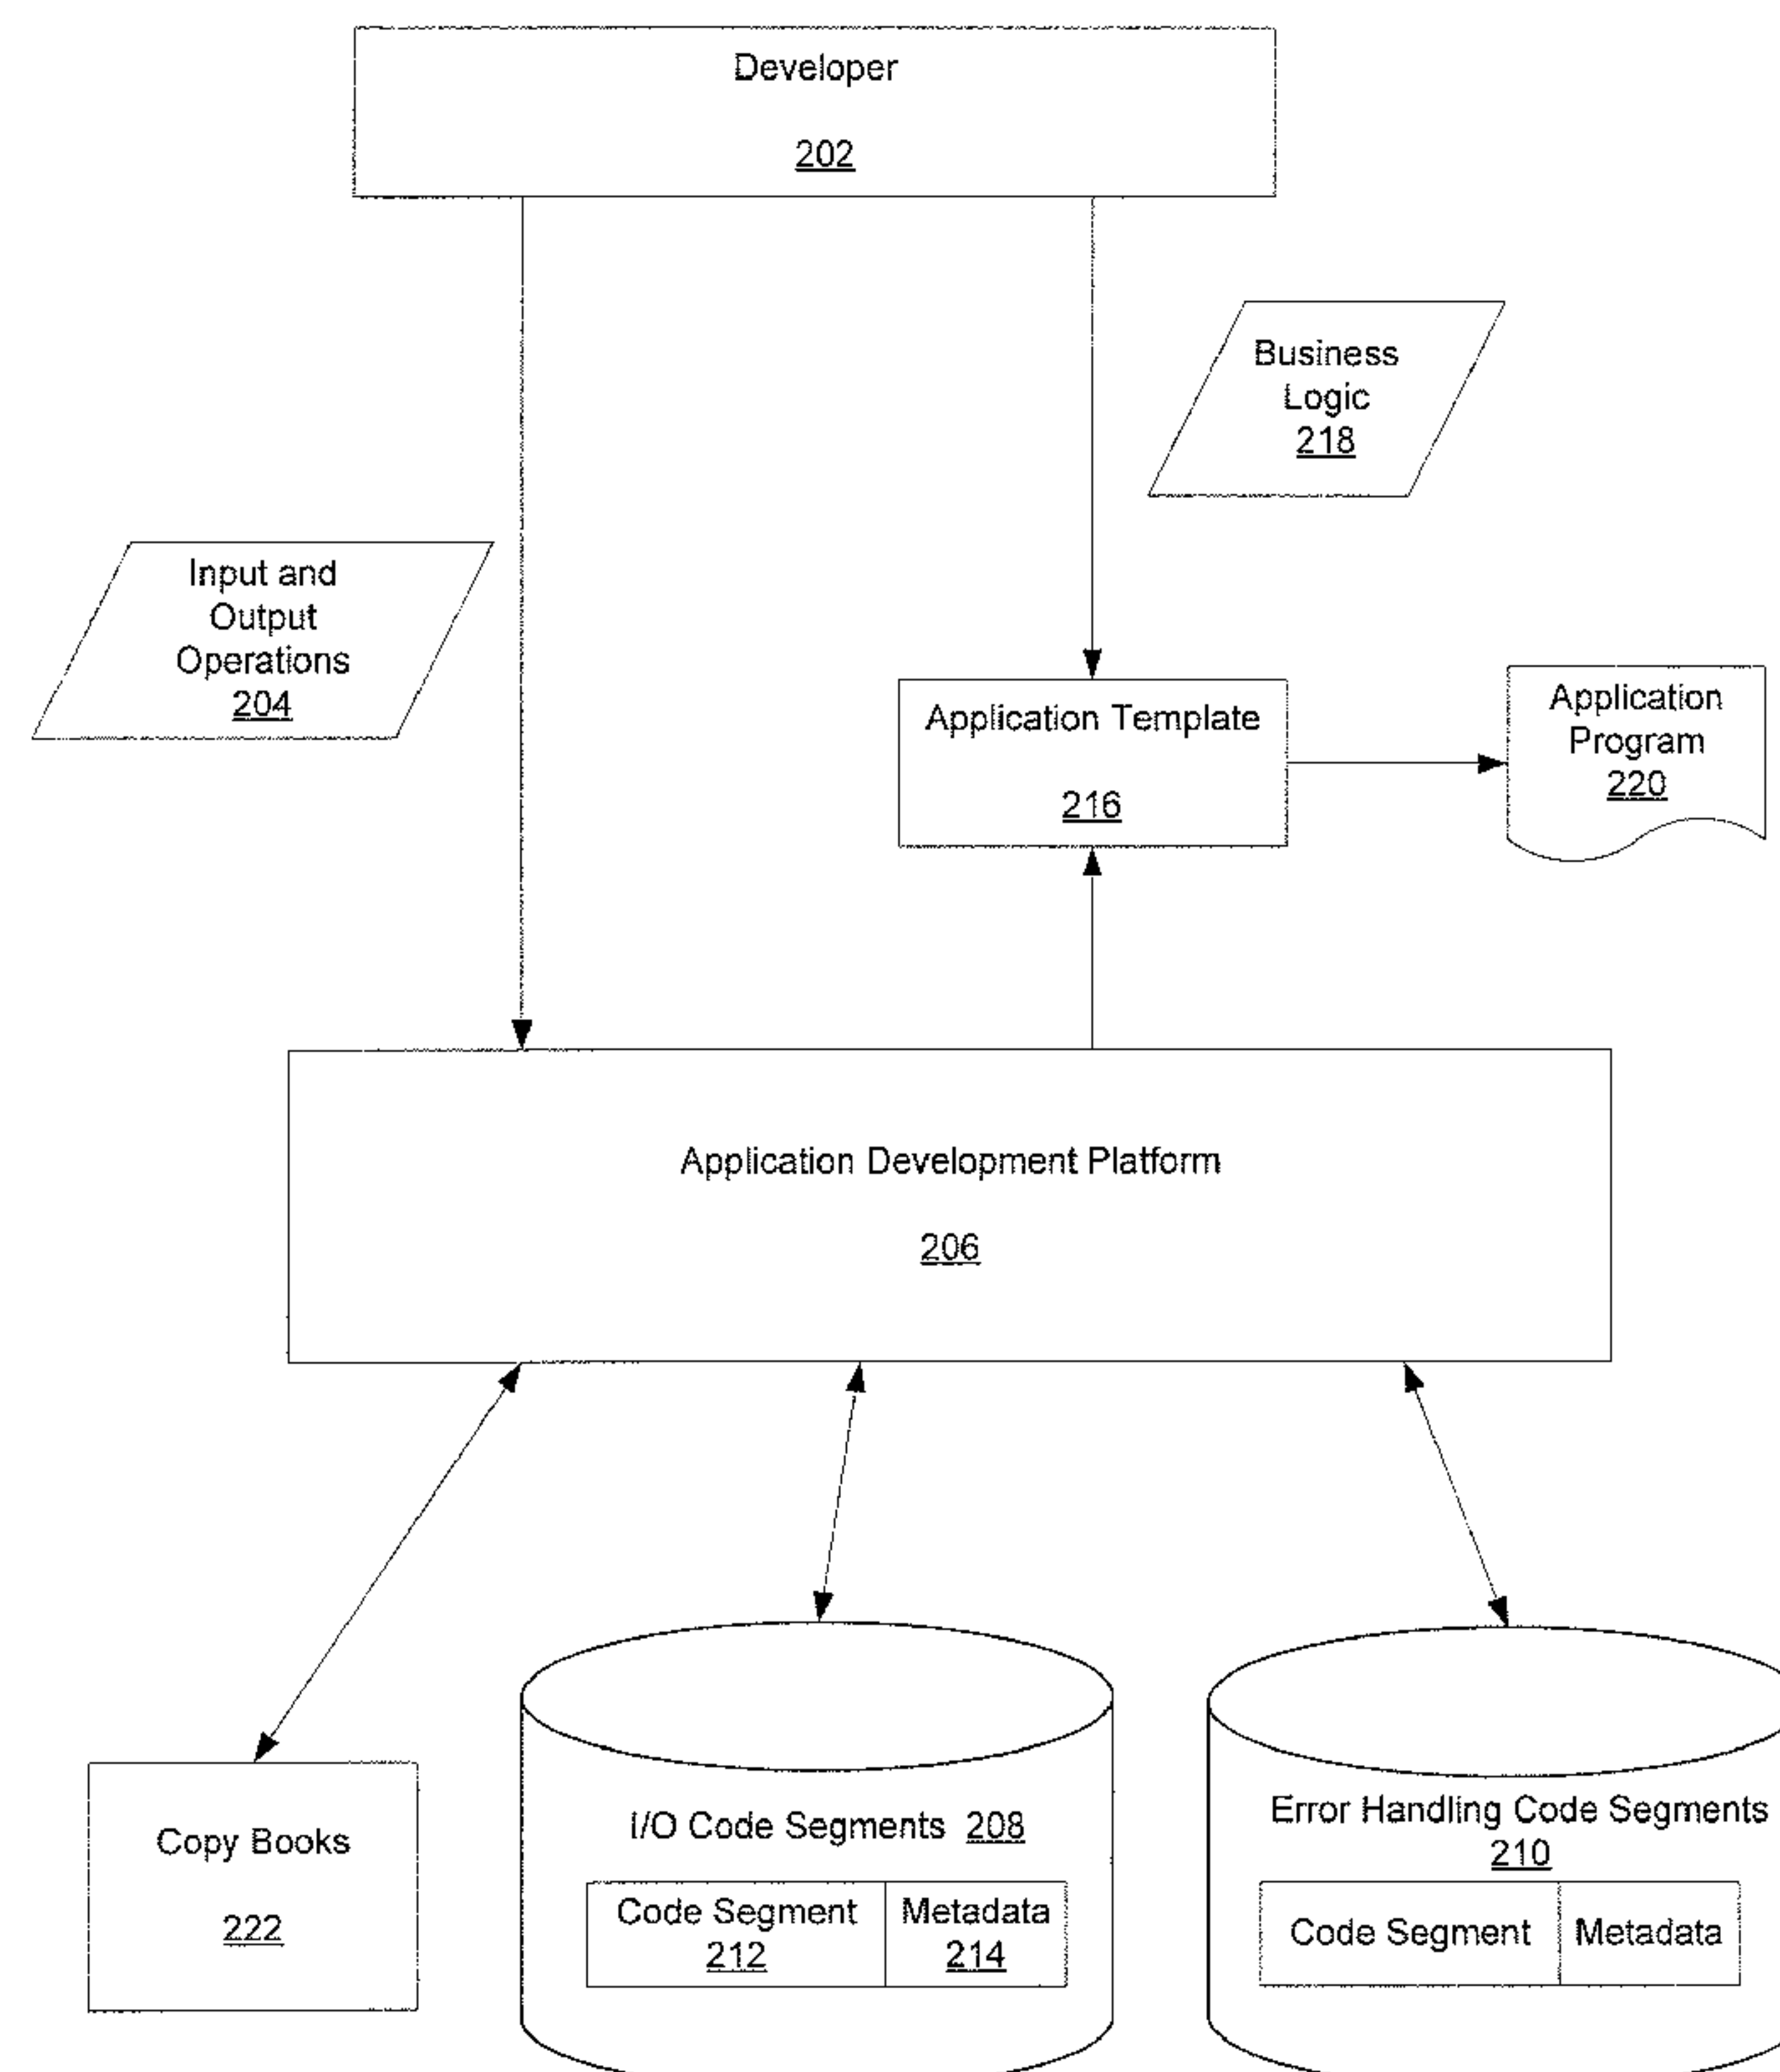 Developer
202
Business
Logic
218
Input and
Output
Operations
204
Application Template
216
Application
Program
220
Application Development Platform
206
Copy Books
222
I/O Code Segments 208
Code Segment
212
Metadata
214
Error Handling Code Segments
210
Code Segment
Metadata